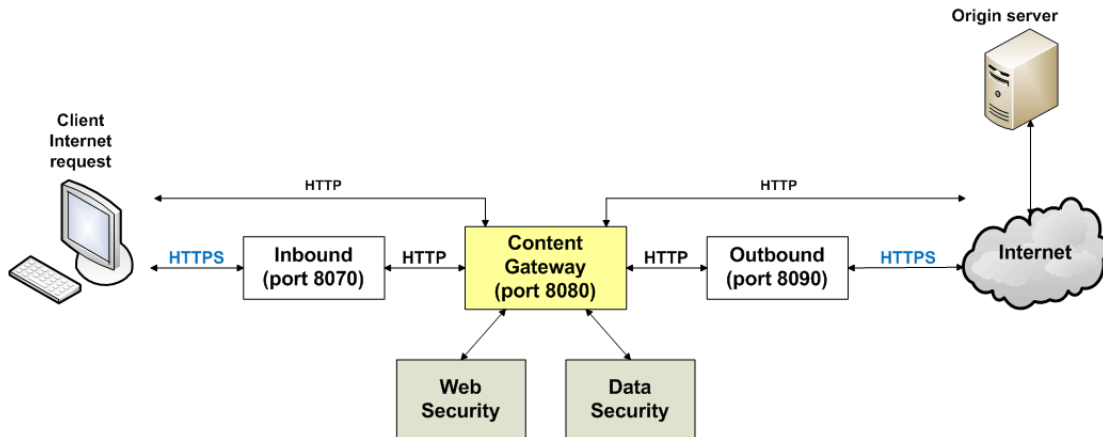 Origin server
Client
Internet
request
HTTP
HTTP
HTTPS
Inbound
(port 8070)
HTTP
Content
Gateway
(port 8080)
HTTP
Outbound
(port 8090)
HTTPS
Internet
Web
Security
Data
Security